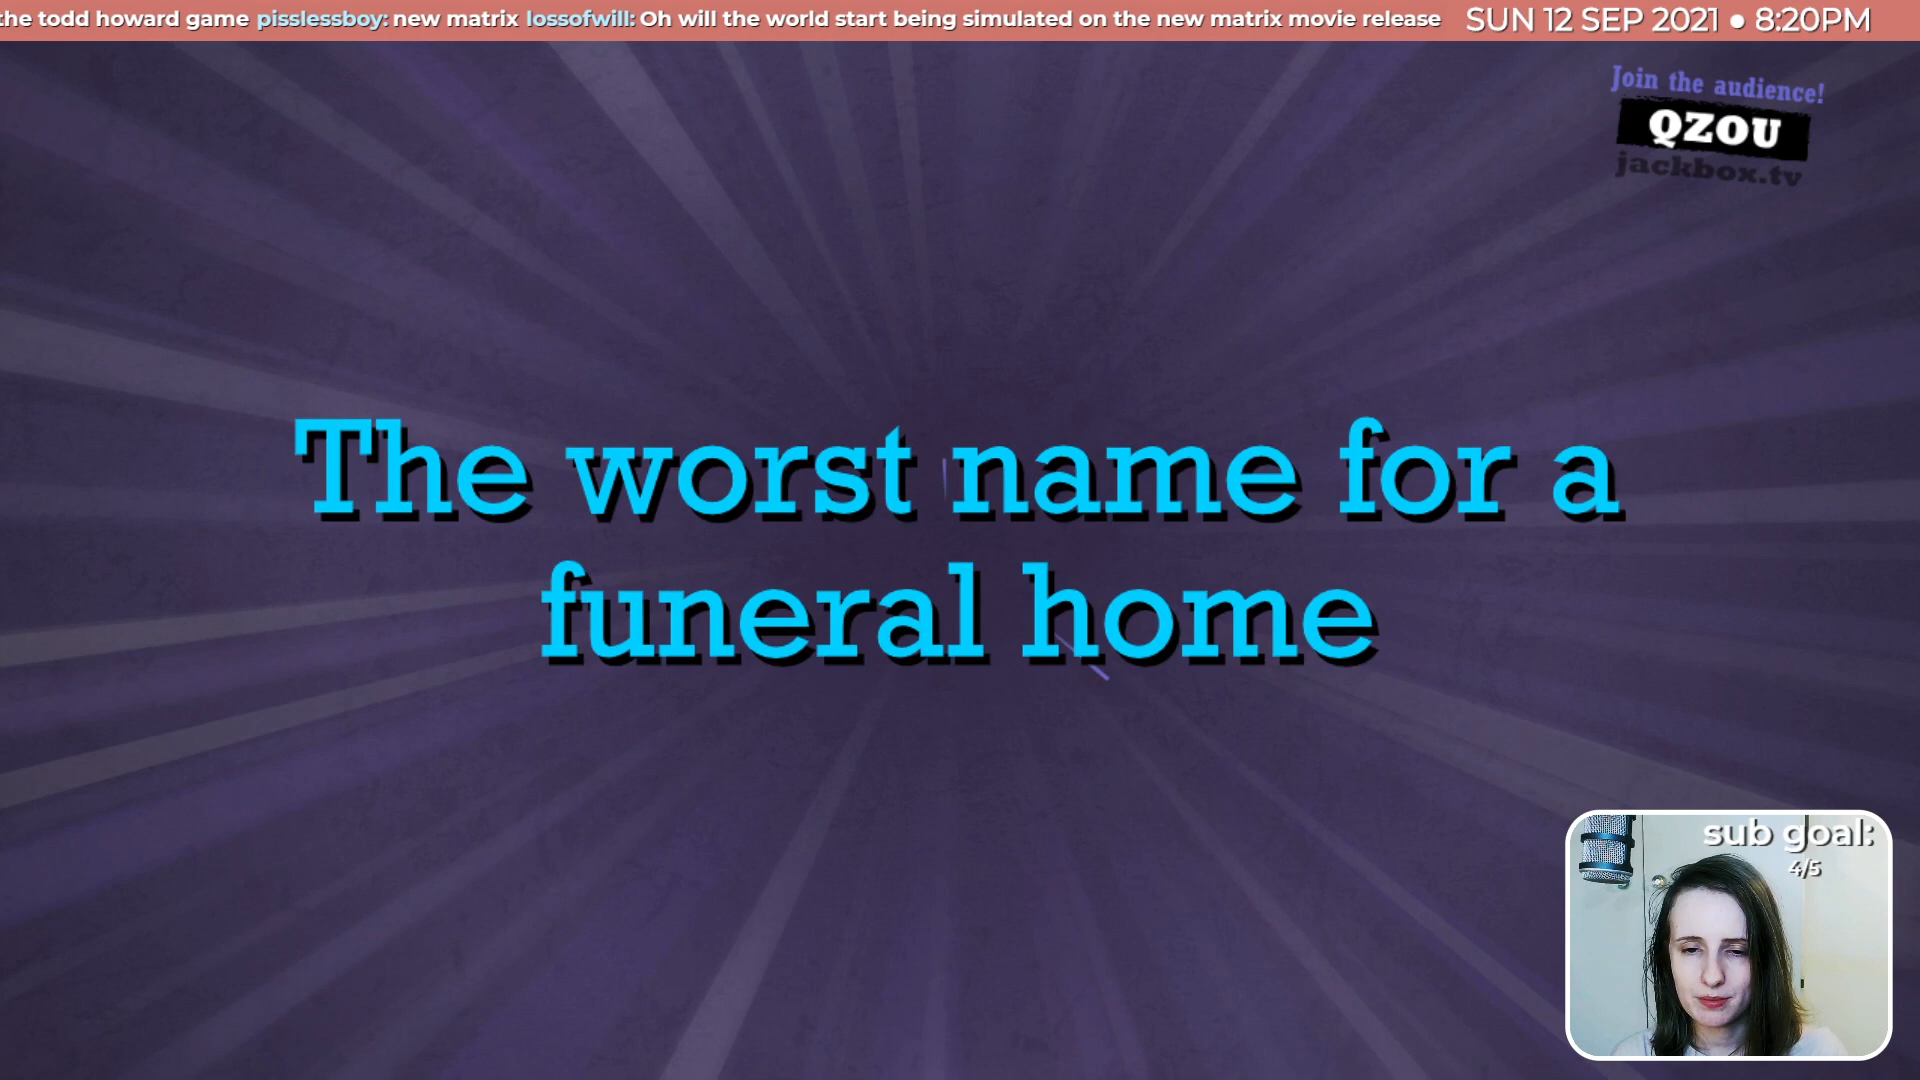 the todd howard game pisslessboy: new matrix lossofwill: Oh will the world start being simulated on the new matrix movie release
SUN 12 SEP 2021 ● 8:20PM
Join the audience!
QZOU
jackbox.tv
The worst name for a
funeral home
sub goal:
4/5